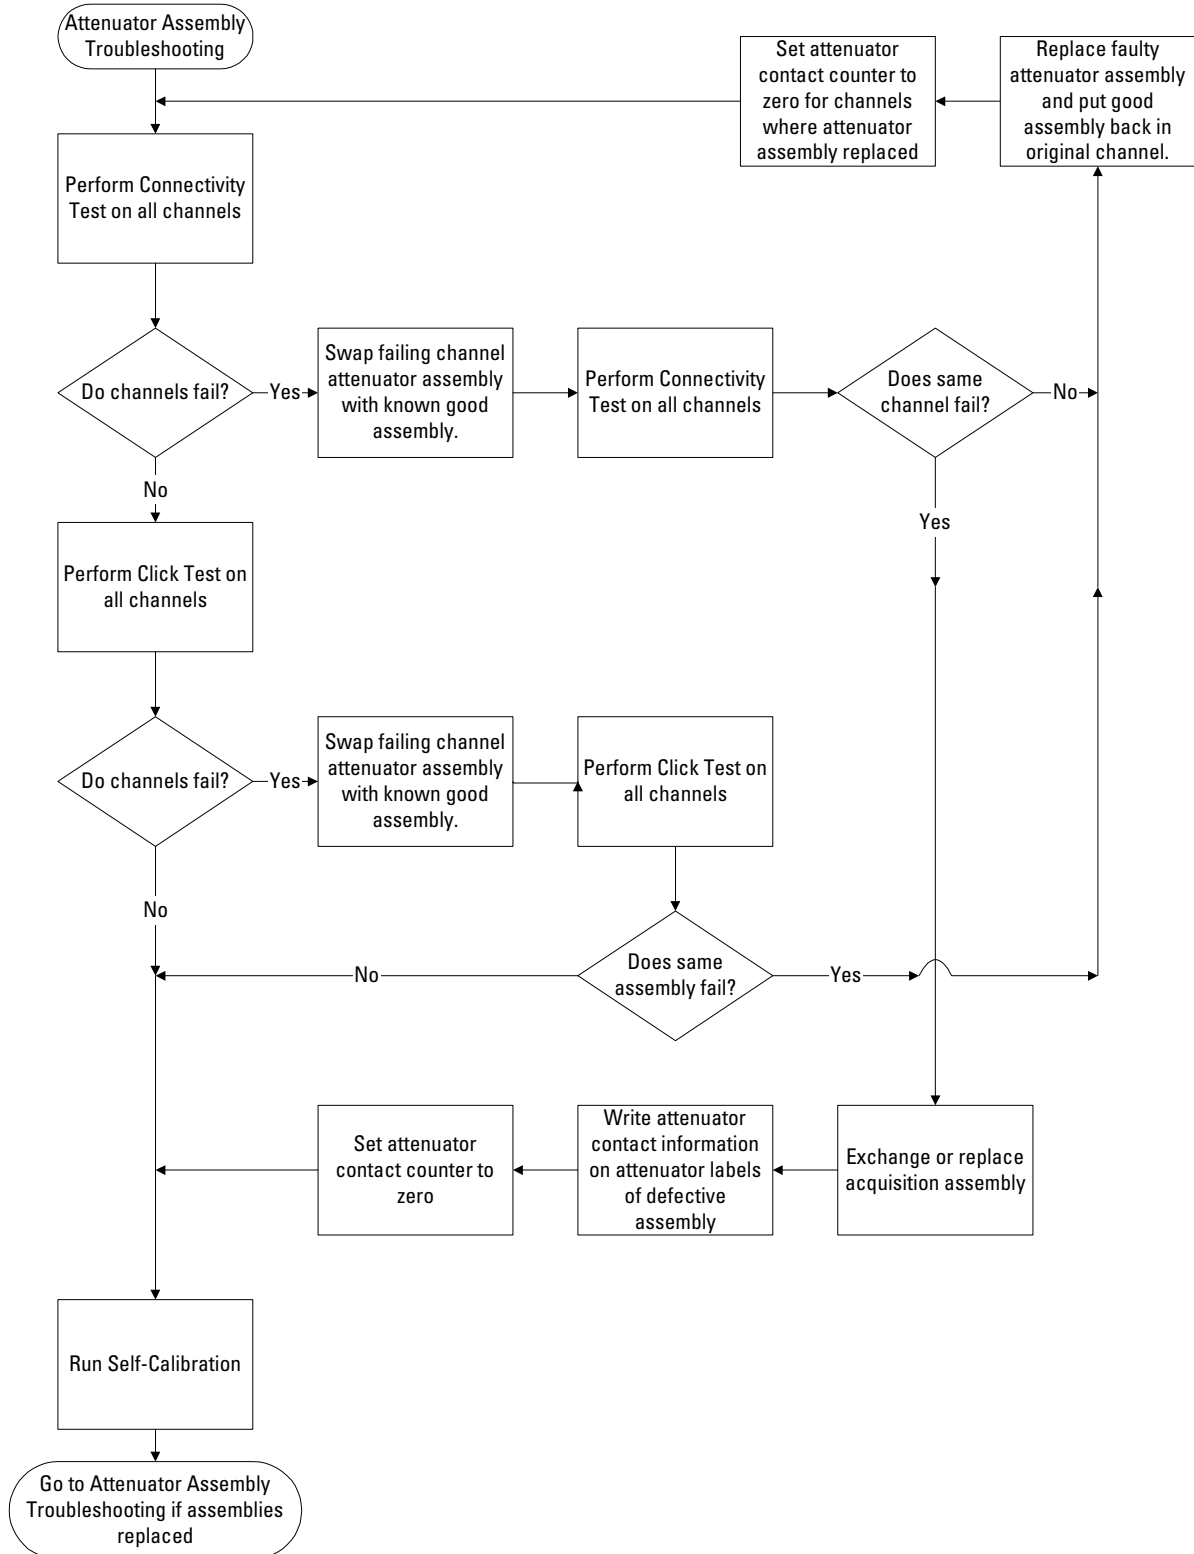 Attenuator Assembly
Troubleshooting
Set attenuator
contact counter to
zero for channels
where attenuator
assembly replaced
Replace faulty
attenuator assembly
and put good
assembly back in
original channel.
Perform Connectivity
Test on all channels
Do channels fail?
Yes
Swap failing channel
attenuator assembly
with known good
assembly.
Perform Connectivity
Test on all channels
Does same
channel fail?
No
No
Yes
Perform Click Test on
all channels
Do channels fail?
Yes
Swap failing channel
attenuator assembly
with known good
assembly.
Perform Click Test on
all channels
No
No
Does same
assembly fail?
Yes
Set attenuator
contact counter to
zero
Write attenuator
contact information
on attenuator labels
of defective
assembly
Exchange or replace
acquisition assembly
Run Self-Calibration
Go to Attenuator Assembly
Troubleshooting if assemblies
replaced